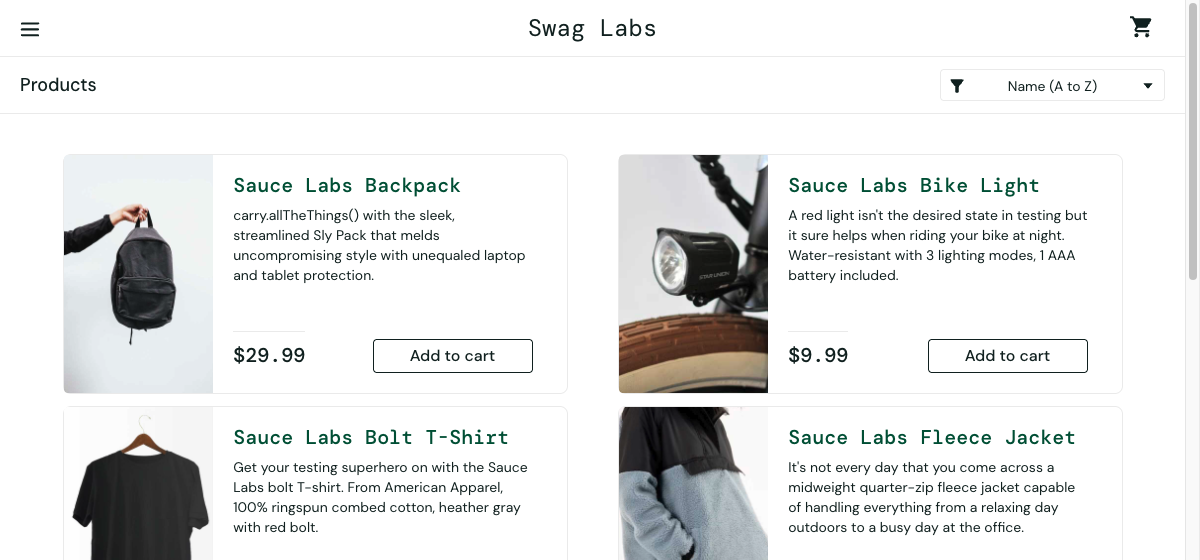 Swag Labs
Products
Name (A to Z)
Sauce Labs Backpack
carry.allTheThings() with the sleek,
streamlined Sly Pack that melds
uncompromising style with unequaled laptop
and tablet protection.
$29.99
Add to cart
Sauce Labs Bike Light
A red light isn't the desired state in testing but
it sure helps when riding your bike at night.
Water-resistant with 3 lighting modes, 1 AAA
battery included.
$9.99
Add to cart
Sauce Labs Bolt T-Shirt
Get your testing superhero on with the Sauce
Labs bolt T-shirt. From American Apparel,
100% ringspun combed cotton, heather gray
with red bolt.
Sauce Labs Fleece Jacket
It's not every day that you come across a
midweight quarter-zip fleece jacket capable
of handling everything from a relaxing day
outdoors to a busy day at the office.